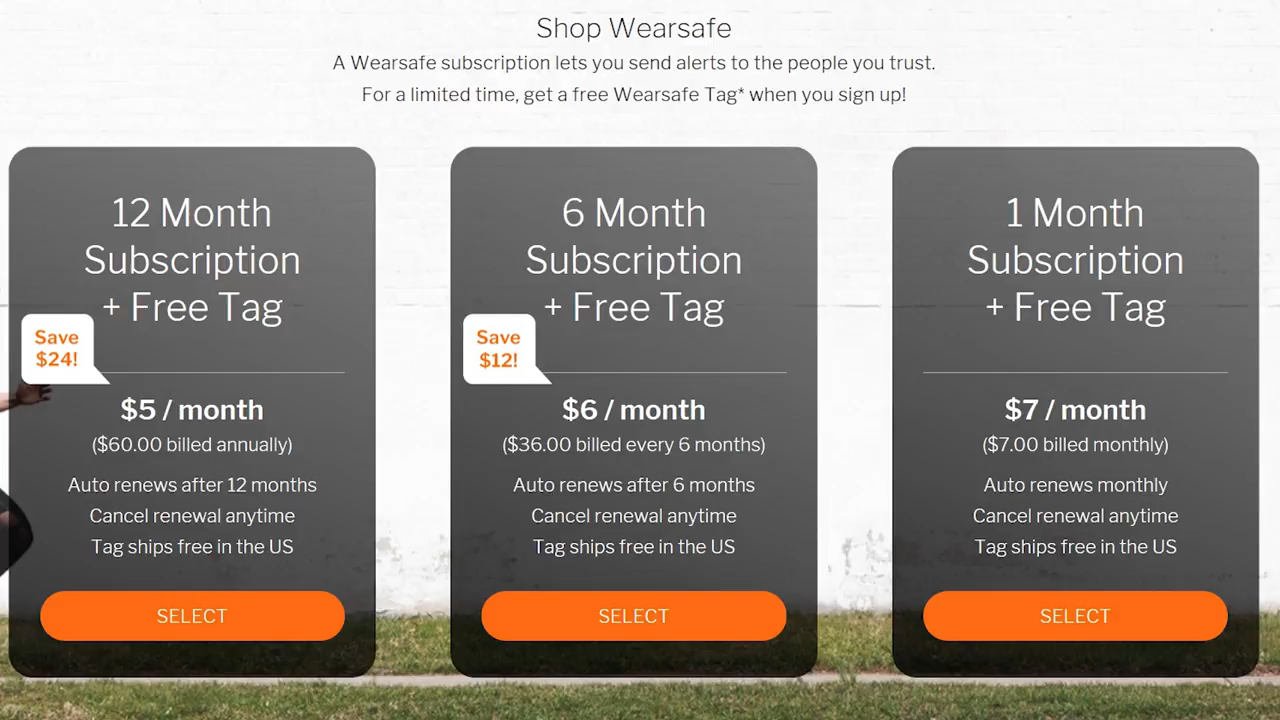 Shop Wearsafe
A Wearsafe subscription lets you send alerts to the people you trust.
For a limited time, get a free Wearsafe Tag* when you sign up!
12 Month
Subscription
+ Free Tag
Save
$24!
$5 / month
($60.00 billed annually)
Auto renews after 12 months
Cancel renewal anytime
Tag ships free in the US
SELECT
6 Month
Subscription
+ Free Tag
Save
$12!
$6 / month
($36.00 billed every 6 months)
Auto renews after 6 months
Cancel renewal anytime
Tag ships free in the US
SELECT
1 Month
Subscription
+ Free Tag
$7 / month
($7.00 billed monthly)
Auto renews monthly
Cancel renewal anytime
Tag ships free in the US
SELECT